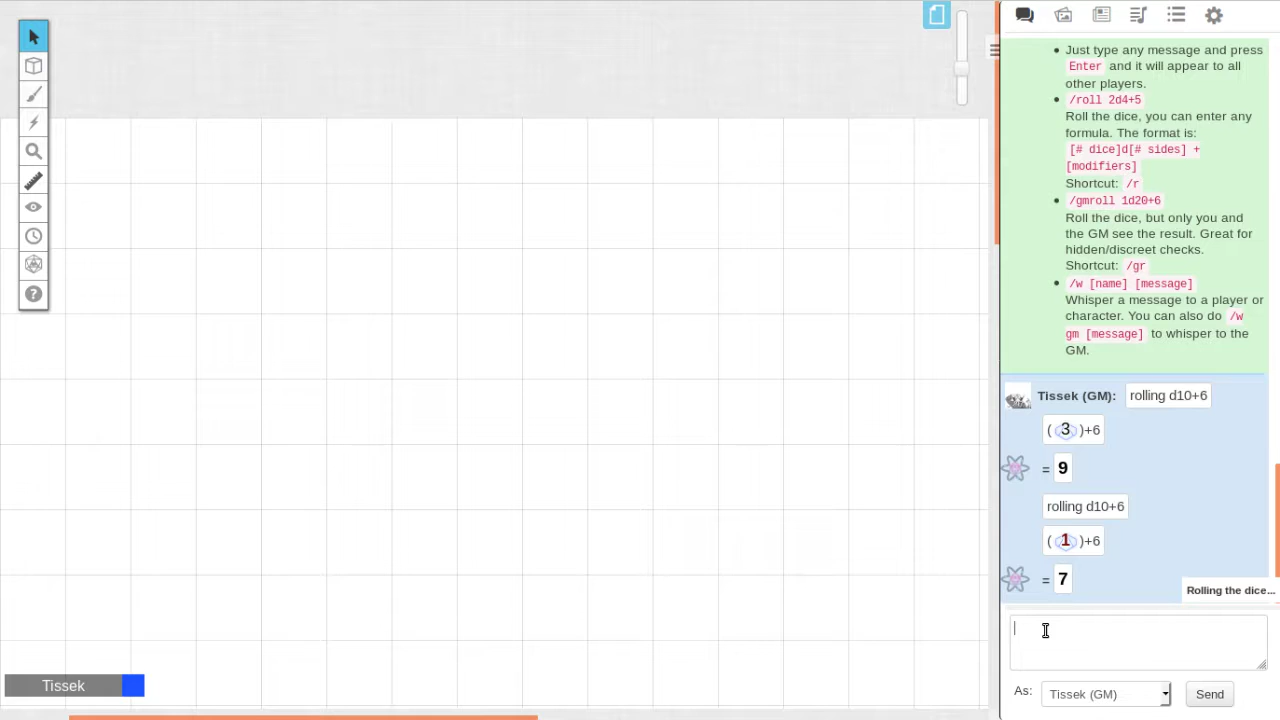 Just type any message and press
Enter and it will appear to all
other players.
/roll 2d4+5
Roll the dice, you can enter any
formula. The format is:
[# dice]d[# sides] +
[modifiers]
Shortcut: /r
/gmroll 1d20+6
Roll the dice, but only you and
the GM see the result. Great for
hidden/discreet checks.
Shortcut: /gr
/w [name] [message]
Whisper a message to a player or
character. You can also do /w
gm [message] to whisper to the
GM.
Tissek (GM): rolling d10+6
(3)+6
= 9
rolling d10+6
(1)+6
= 7
Rolling the dice...
As: Tissek (GM) Send
Tissek